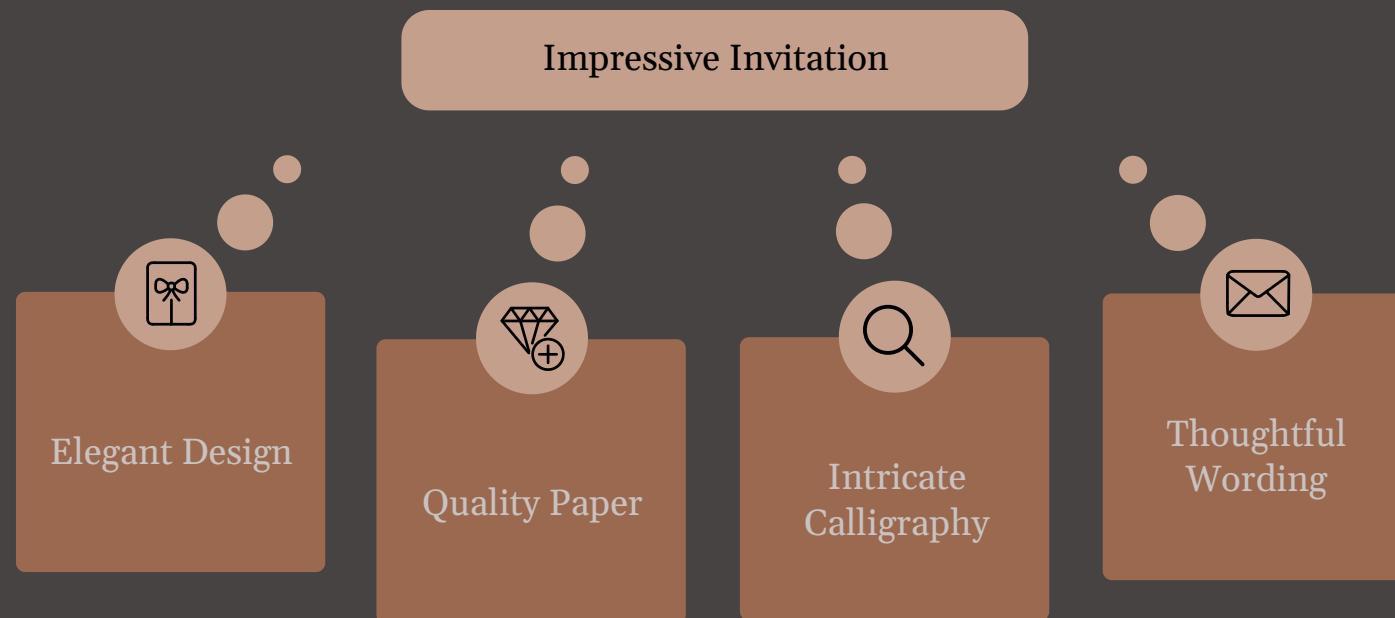 Impressive Invitation
Elegant Design
Quality Paper
Intricate
Calligraphy
Thoughtful
Wording